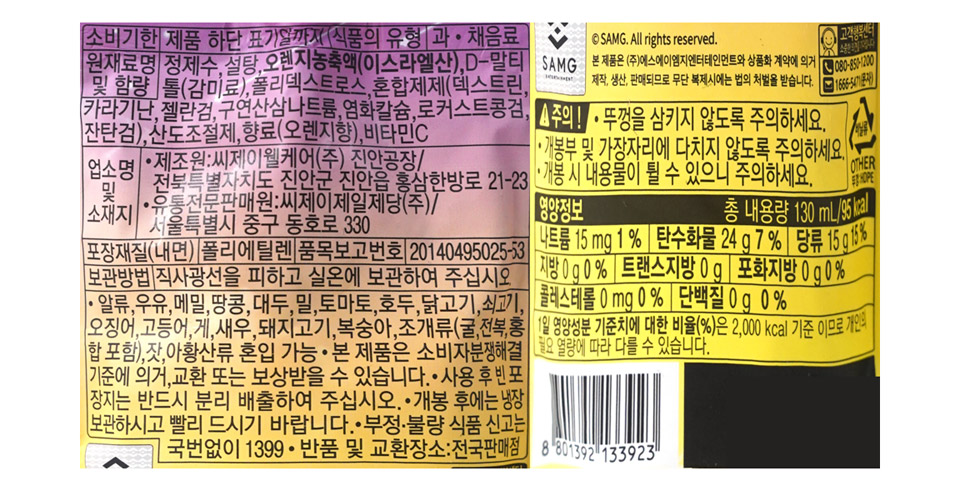 소비기한 제품 하단 표기일까지 식품의 유형 과·채음료
원재료명 및 함량 정제수, 설탕, 오렌지농축액(이스라엘산), D-말티
톨(감미료), 폴리덱스트로스, 혼합제제(덱스트린,
카라기난, 젤란검, 구연산삼나트륨, 염화칼슘, 로커스트콩검,
잔탄검), 산도조절제, 향료(오렌지향), 비타민C
업소명 및 소재지
•제조원:씨제이웰케어(주) 진안공장/
전북특별자치도 진안군 진안읍 홍삼한방로 21-23
•유통전문판매원:씨제이제일제당(주)/
서울특별시 중구 동호로 330
포장재질(내면) 폴리에틸렌 품목보고번호 20140495025-53
보관방법 직사광선을 피하고 실온에 보관하여 주십시오
•알류,우유,메밀,땅콩,대두,밀,토마토,호두,닭고기,쇠고기,
오징어,고등어,게,새우,돼지고기,복숭아,조개류(굴,전복,홍
합 포함),잣,아황산류 혼입 가능•본 제품은 소비자분쟁해결
기준에 의거,교환 또는 보상받을 수 있습니다.•사용 후 빈 포
장지는 반드시 분리 배출하여 주십시오.•개봉 후에는 냉장
보관하시고 빨리 드시기 바랍니다.•부정·불량 식품 신고는
국번없이 1399•반품 및 교환장소:전국판매점
SAMG
ENTERTAINMENT
©SAMG. All rights reserved.
본 제품은 (주)에스에이엠지엔터테인먼트와 상품화 계약에 의거
제작, 생산, 판매되므로 무단 복제시에는 법의 처벌을 받습니다.
고객행복센터
080-850-1200
1666-5471(문자)
주의! •뚜껑을 삼키지 않도록 주의하세요.
•개봉부 및 가장자리에 다치지 않도록 주의하세요.
•개봉 시 내용물이 튈 수 있으니 주의하세요.
비닐류
OTHER
뚜껑:HDPE
영양정보 총 내용량 130 mL/95 kcal
나트륨 15 mg 1% 탄수화물 24 g 7% 당류 15 g 15%
지방 0 g 0% 트랜스지방 0 g 포화지방 0 g 0%
콜레스테롤 0 mg 0% 단백질 0 g 0%
1일 영양성분 기준치에 대한 비율(%)은 2,000 kcal 기준 이므로 개인의
필요 열량에 따라 다를 수 있습니다.
8 801392 133923